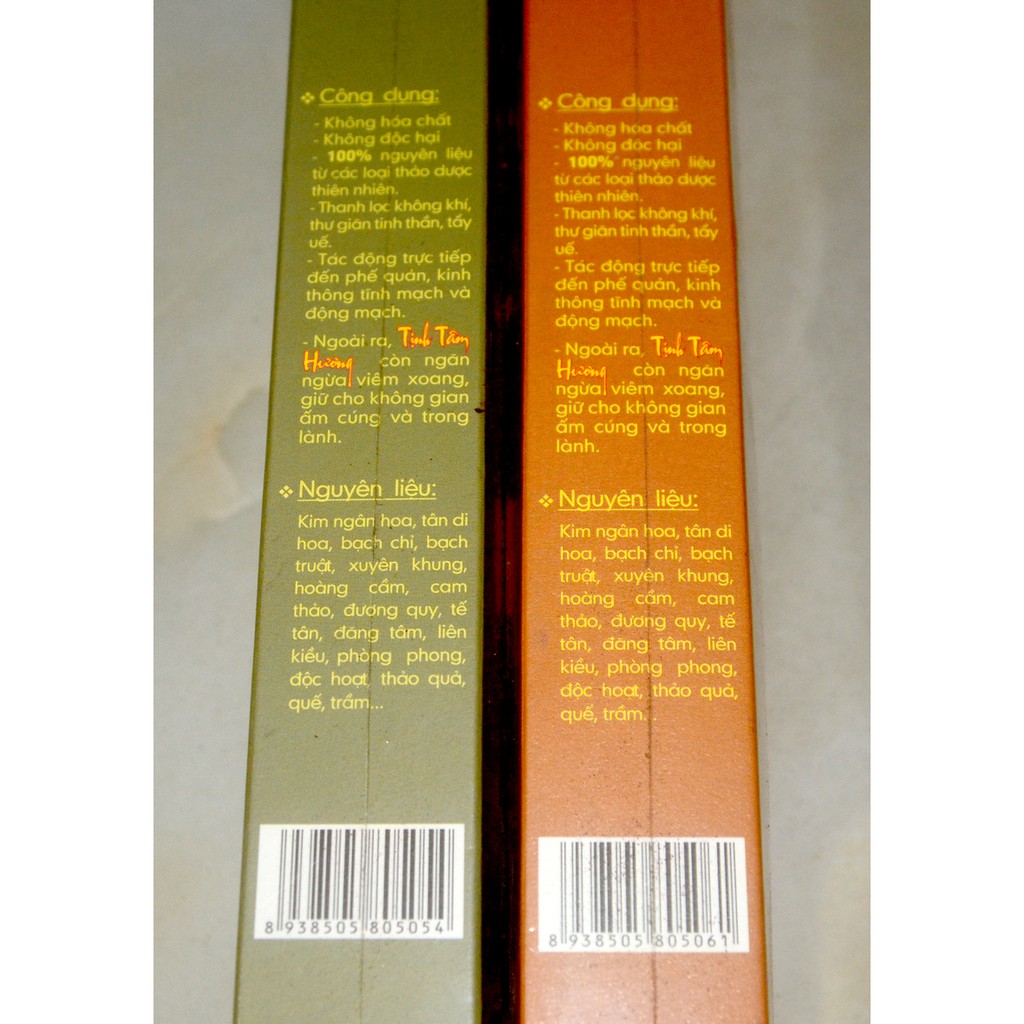 ❖ Công dụng:
- Không hóa chất
- Không độc hại
- 100% nguyên liệu
từ các loại thảo dược
thiên nhiên.
- Thanh lọc không khí,
thư giãn tinh thần, tẩy
uế.
- Tác động trực tiếp
đến phế quản, kinh
thông tĩnh mạch và
động mạch.
- Ngoài ra, Tịnh Tâm
Hương còn ngăn
ngừa viêm xoang,
giữ cho không gian
ấm cúng và trong
lành.
❖ Nguyên liệu:
Kim ngân hoa, tân di
hoa, bạch chỉ, bạch
truật, xuyên khung,
hoàng cầm, cam
thảo, đương quy, tế
tân, đăng tâm, liên
kiều, phòng phong,
độc hoạt, thảo quả,
quế, trầm...
8 938505 805054
❖ Công dụng:
- Không hóa chất
- Không độc hại
- 100% nguyên liệu
từ các loại thảo dược
thiên nhiên.
- Thanh lọc không khí,
thư giãn tinh thần, tẩy
uế.
- Tác động trực tiếp
đến phế quản, kinh
thông tĩnh mạch và
động mạch.
- Ngoài ra, Tịnh Tâm
Hương còn ngăn
ngừa viêm xoang,
giữ cho không gian
ấm cúng và trong
lành.
❖ Nguyên liệu:
Kim ngân hoa, tân di
hoa, bạch chỉ, bạch
truật, xuyên khung,
hoàng cầm, cam
thảo, đương quy, tế
tân, đăng tâm, liên
kiều, phòng phong,
độc hoạt, thảo quả,
quế, trầm...
8 938505 805061